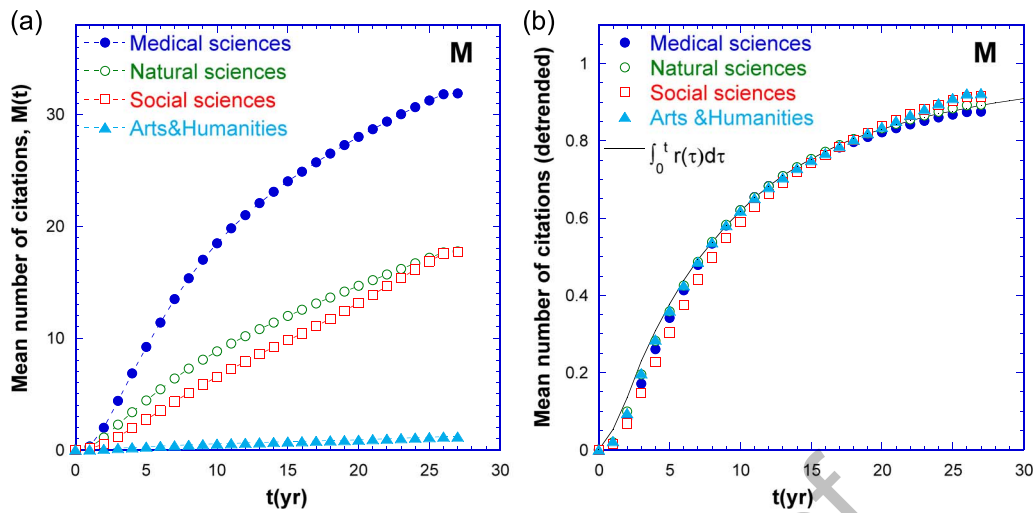 (a)
M
Medical sciences
Natural sciences
Social sciences
Arts&Humanities
Mean number of citations, M(t)
30
20
10
0
0 5 10 15 20 25 30
t(yr)
(b)
M
Medical sciences
Natural sciences
Social sciences
Arts &Humanities
∫₀ᵗ r(τ)dτ
Mean number of citations (detrended)
1
0.8
0.6
0.4
0.2
0
0 5 10 15 20 25 30
t(yr)
f